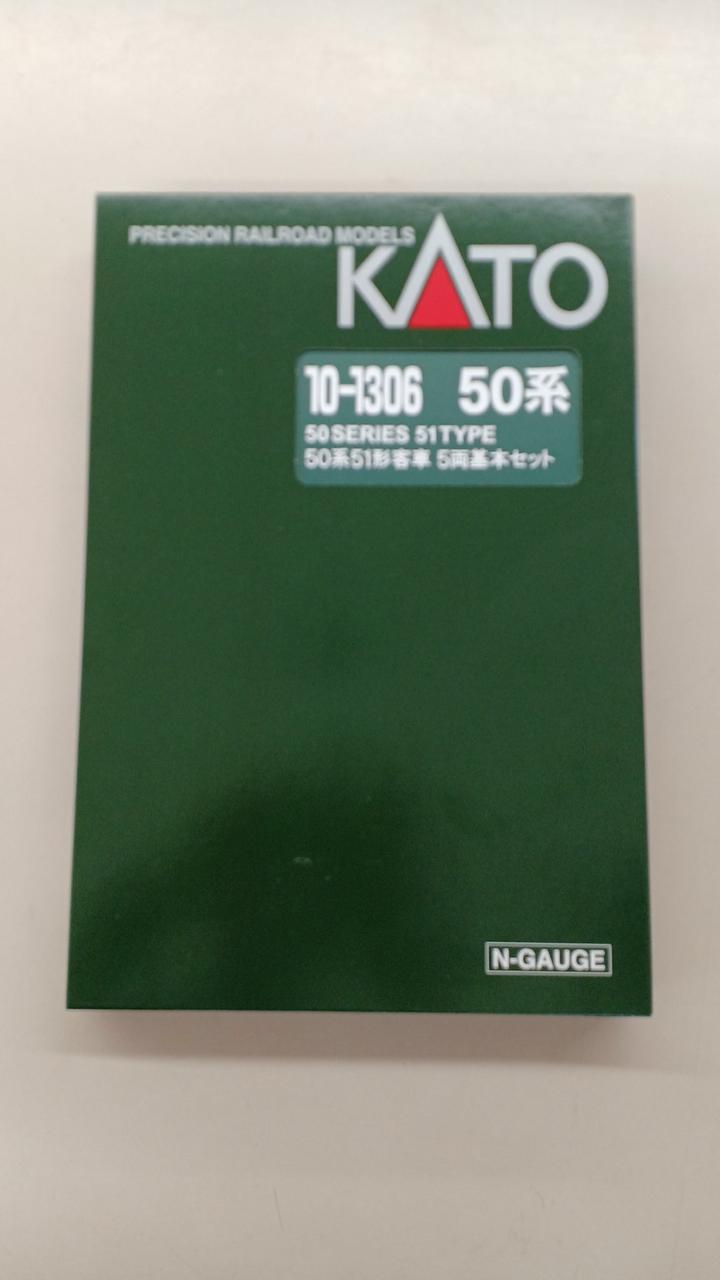 PRECISION RAILROAD MODELS
KATO
10-1306 50系
50 SERIES 51 TYPE
50系51形客車 5両基本セット
N-GAUGE